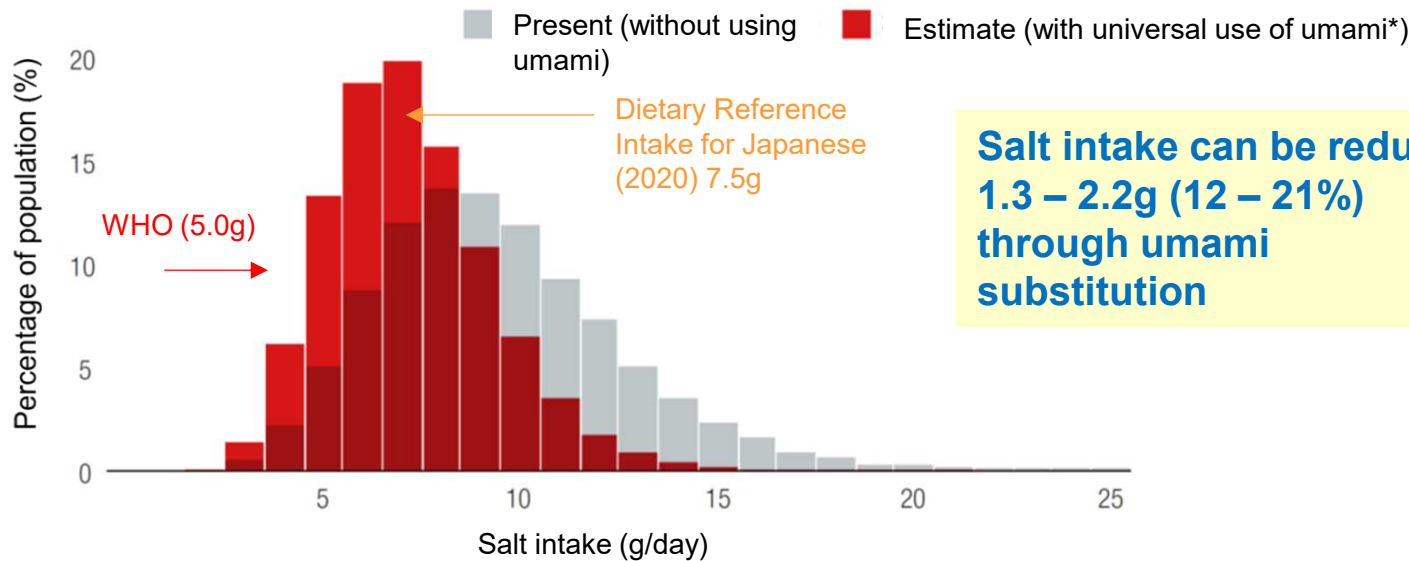 Present (without using
umami)
Estimate (with universal use of umami*)
Percentage of population (%)
20
15
10
5
0
WHO (5.0g)
Dietary Reference
Intake for Japanese
(2020) 7.5g
Salt intake can be redu
1.3 – 2.2g (12 – 21%)
through umami
substitution
5
10
15
20
25
Salt intake (g/day)